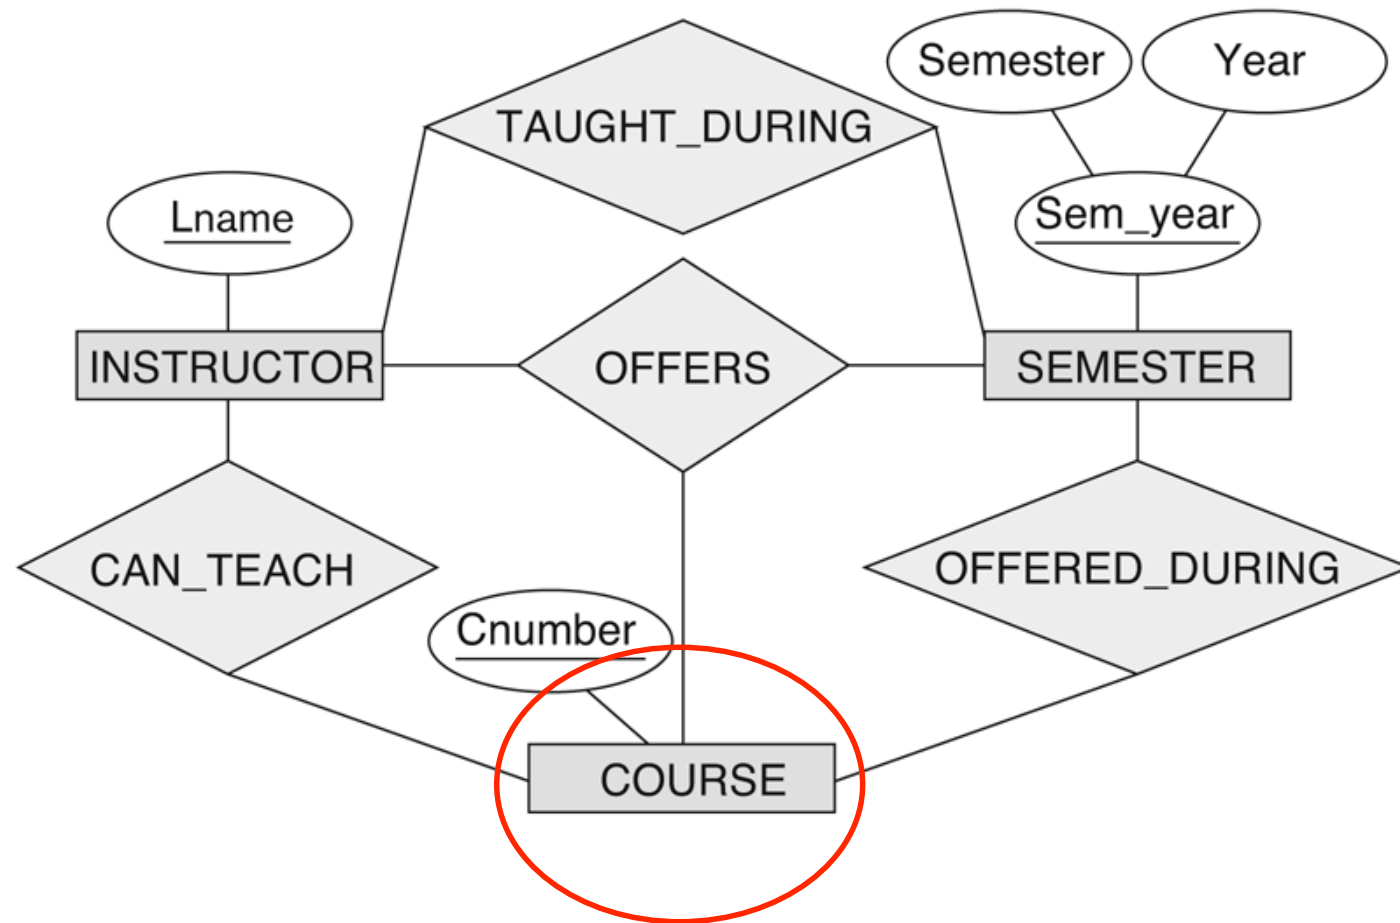 Semester
Year
TAUGHT_DURING
Lname
Sem_year
INSTRUCTOR
OFFERS
SEMESTER
CAN_TEACH
OFFERED_DURING
Cnumber
COURSE